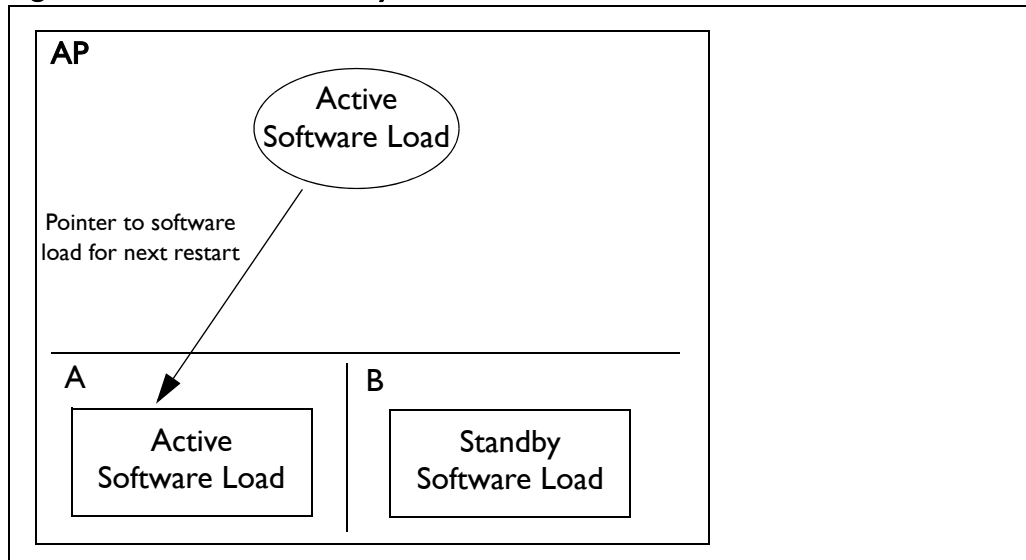 AP
Active
Software Load
Pointer to software
load for next restart
A
B
Active
Software Load
Standby
Software Load